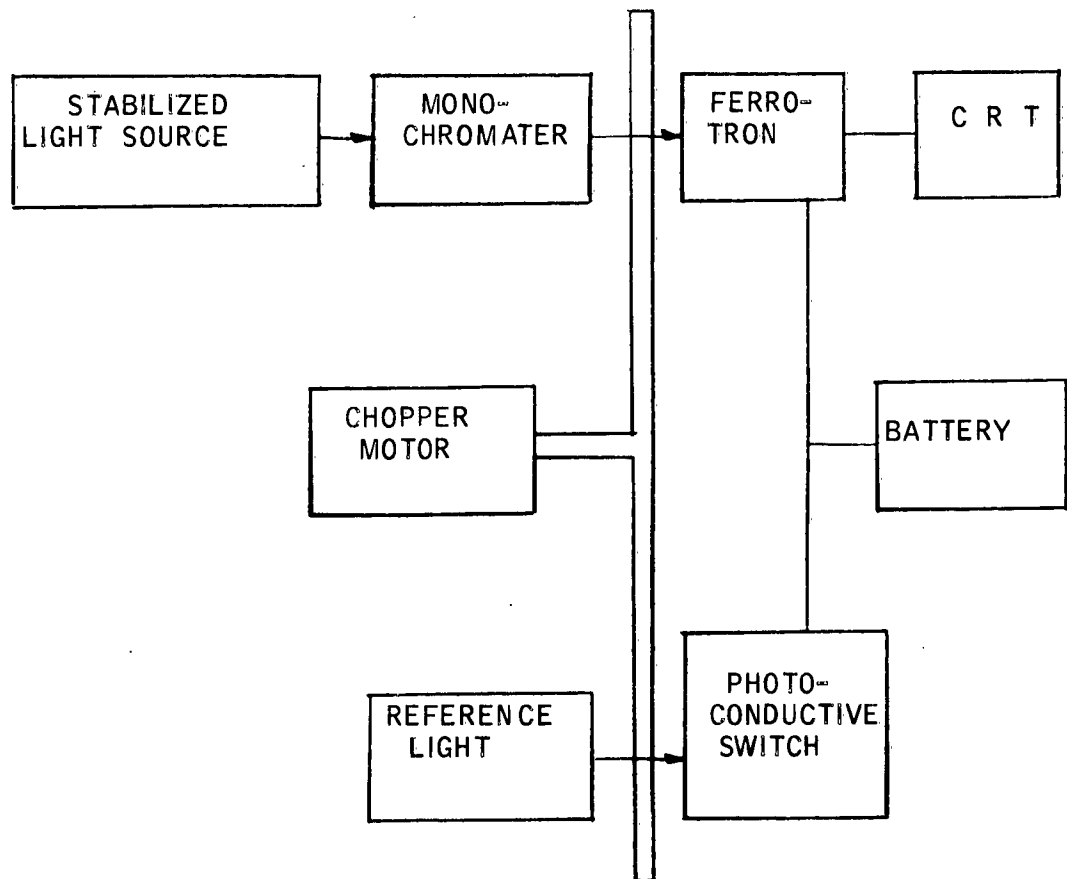 STABILIZED
LIGHT SOURCE
MONO-
CHROMATER
FERRO-
TRON
C R T
CHOPPER
MOTOR
BATTERY
REFERENCE
LIGHT
PHOTO-
CONDUCTIVE
SWITCH